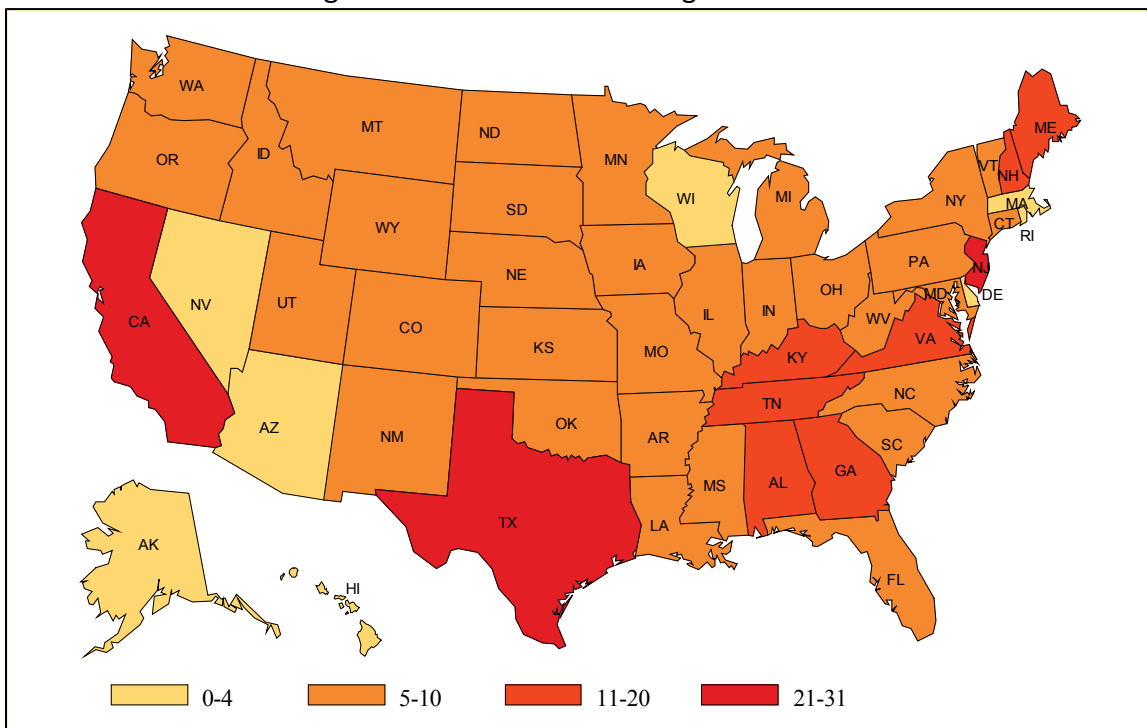 WA
MT
ND
MN
ME
OR
ID
SD
WI
MI
VT
NH
NY
MA
CT
RI
WY
IA
PA
NJ
NE
OH
MD
DE
NV
UT
CO
IL
IN
WV
VA
CA
KS
MO
KY
NC
TN
AZ
NM
OK
AR
SC
MS
AL
GA
TX
LA
AK
FL
HI
0-4
5-10
11-20
21-31